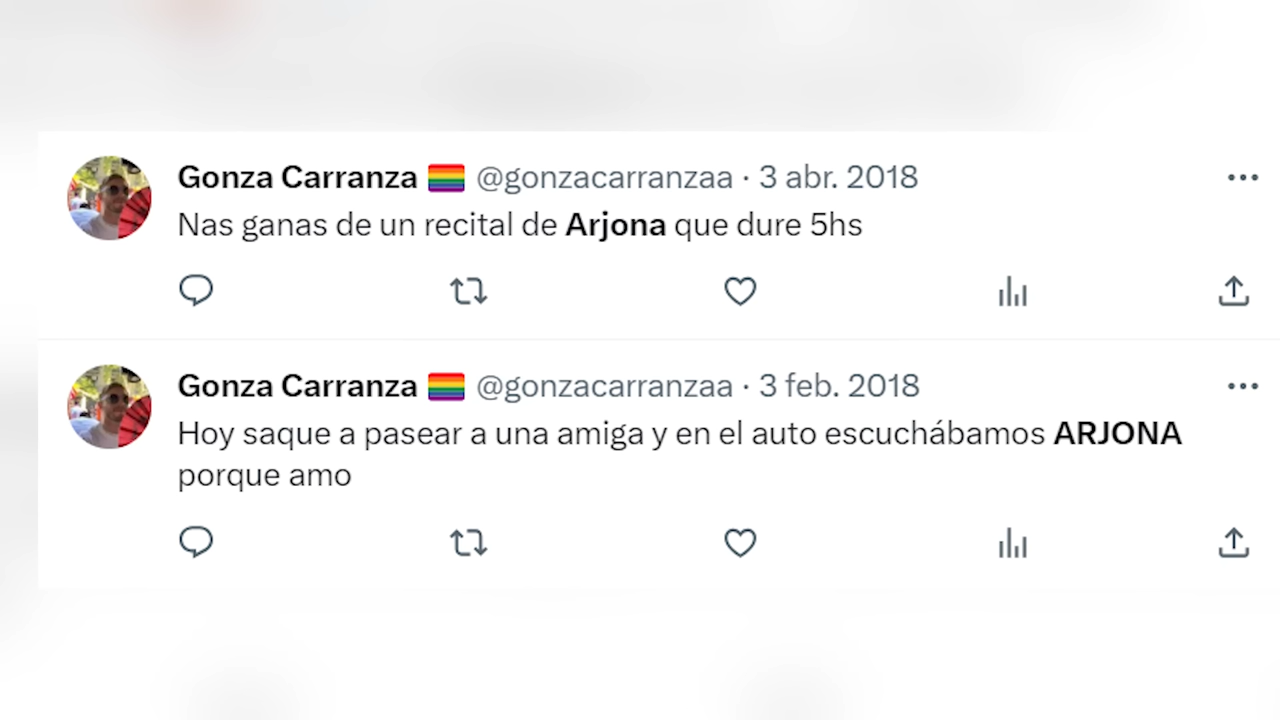 Gonza Carranza 🏳️‍🌈 @gonzacarranzaa · 3 abr. 2018
Nas ganas de un recital de Arjona que dure 5hs
Gonza Carranza 🏳️‍🌈 @gonzacarranzaa · 3 feb. 2018
Hoy saque a pasear a una amiga y en el auto escuchábamos ARJONA
porque amo